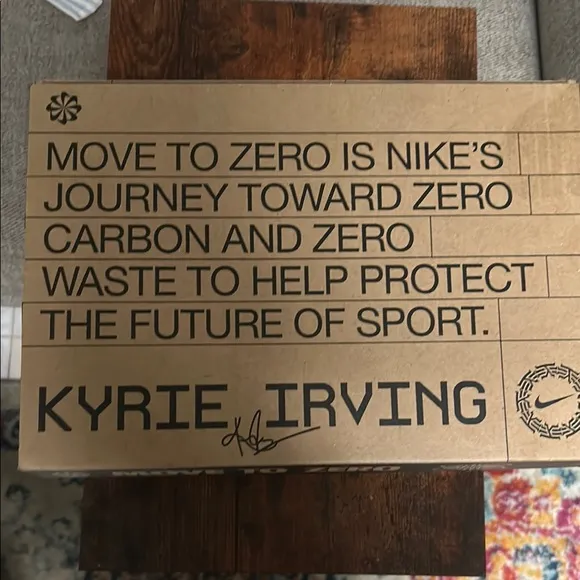 MOVE TO ZERO IS NIKE'S
JOURNEY TOWARD ZERO
CARBON AND ZERO
WASTE TO HELP PROTECT
THE FUTURE OF SPORT.
KYRIE IRVING
MOVE TO ZERO